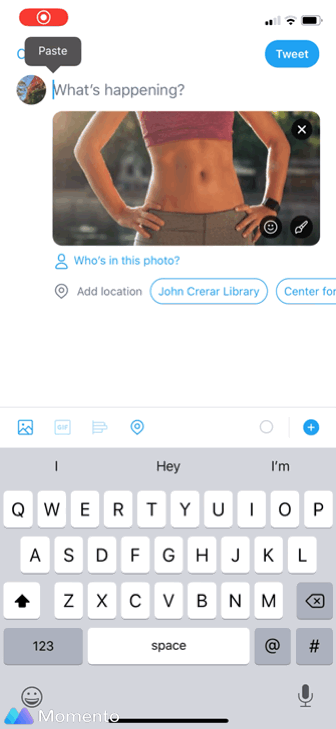 Paste
Tweet
What's happening?
Who's in this photo?
Add location
John Crerar Library
Center for
GIF
I
Hey
I'm
Q W E R T Y U I O P
A S D F G H J K L
Z X C V B N M
123
space
@
#
Momento